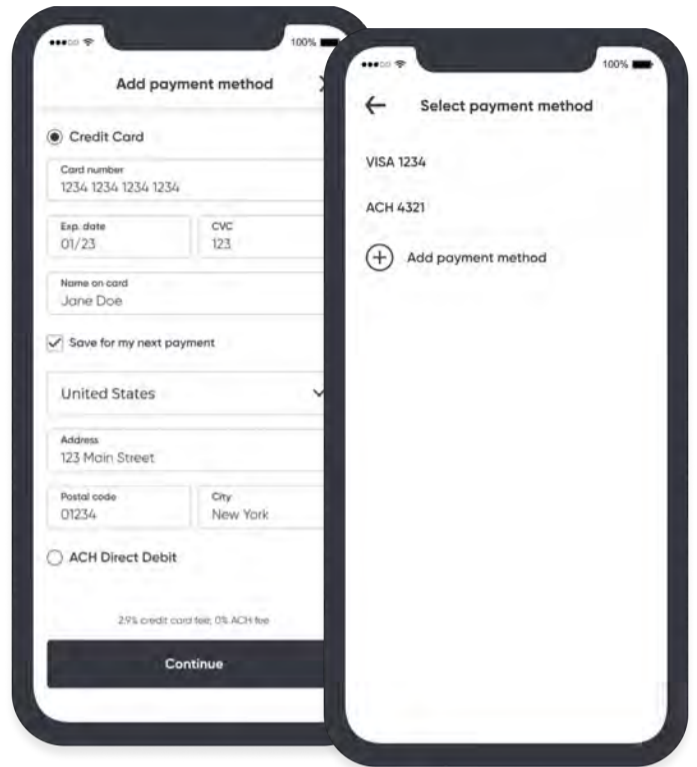 100%
Add payment method
Credit Card
Card number
1234 1234 1234 1234
Exp. date
01/23
CVC
123
Name on card
Jane Doe
Save for my next payment
United States
Address
123 Main Street
Postal code
01234
City
New York
ACH Direct Debit
2.9% credit card fee, 0% ACH fee
Continue
100%
Select payment method
VISA 1234
ACH 4321
Add payment method